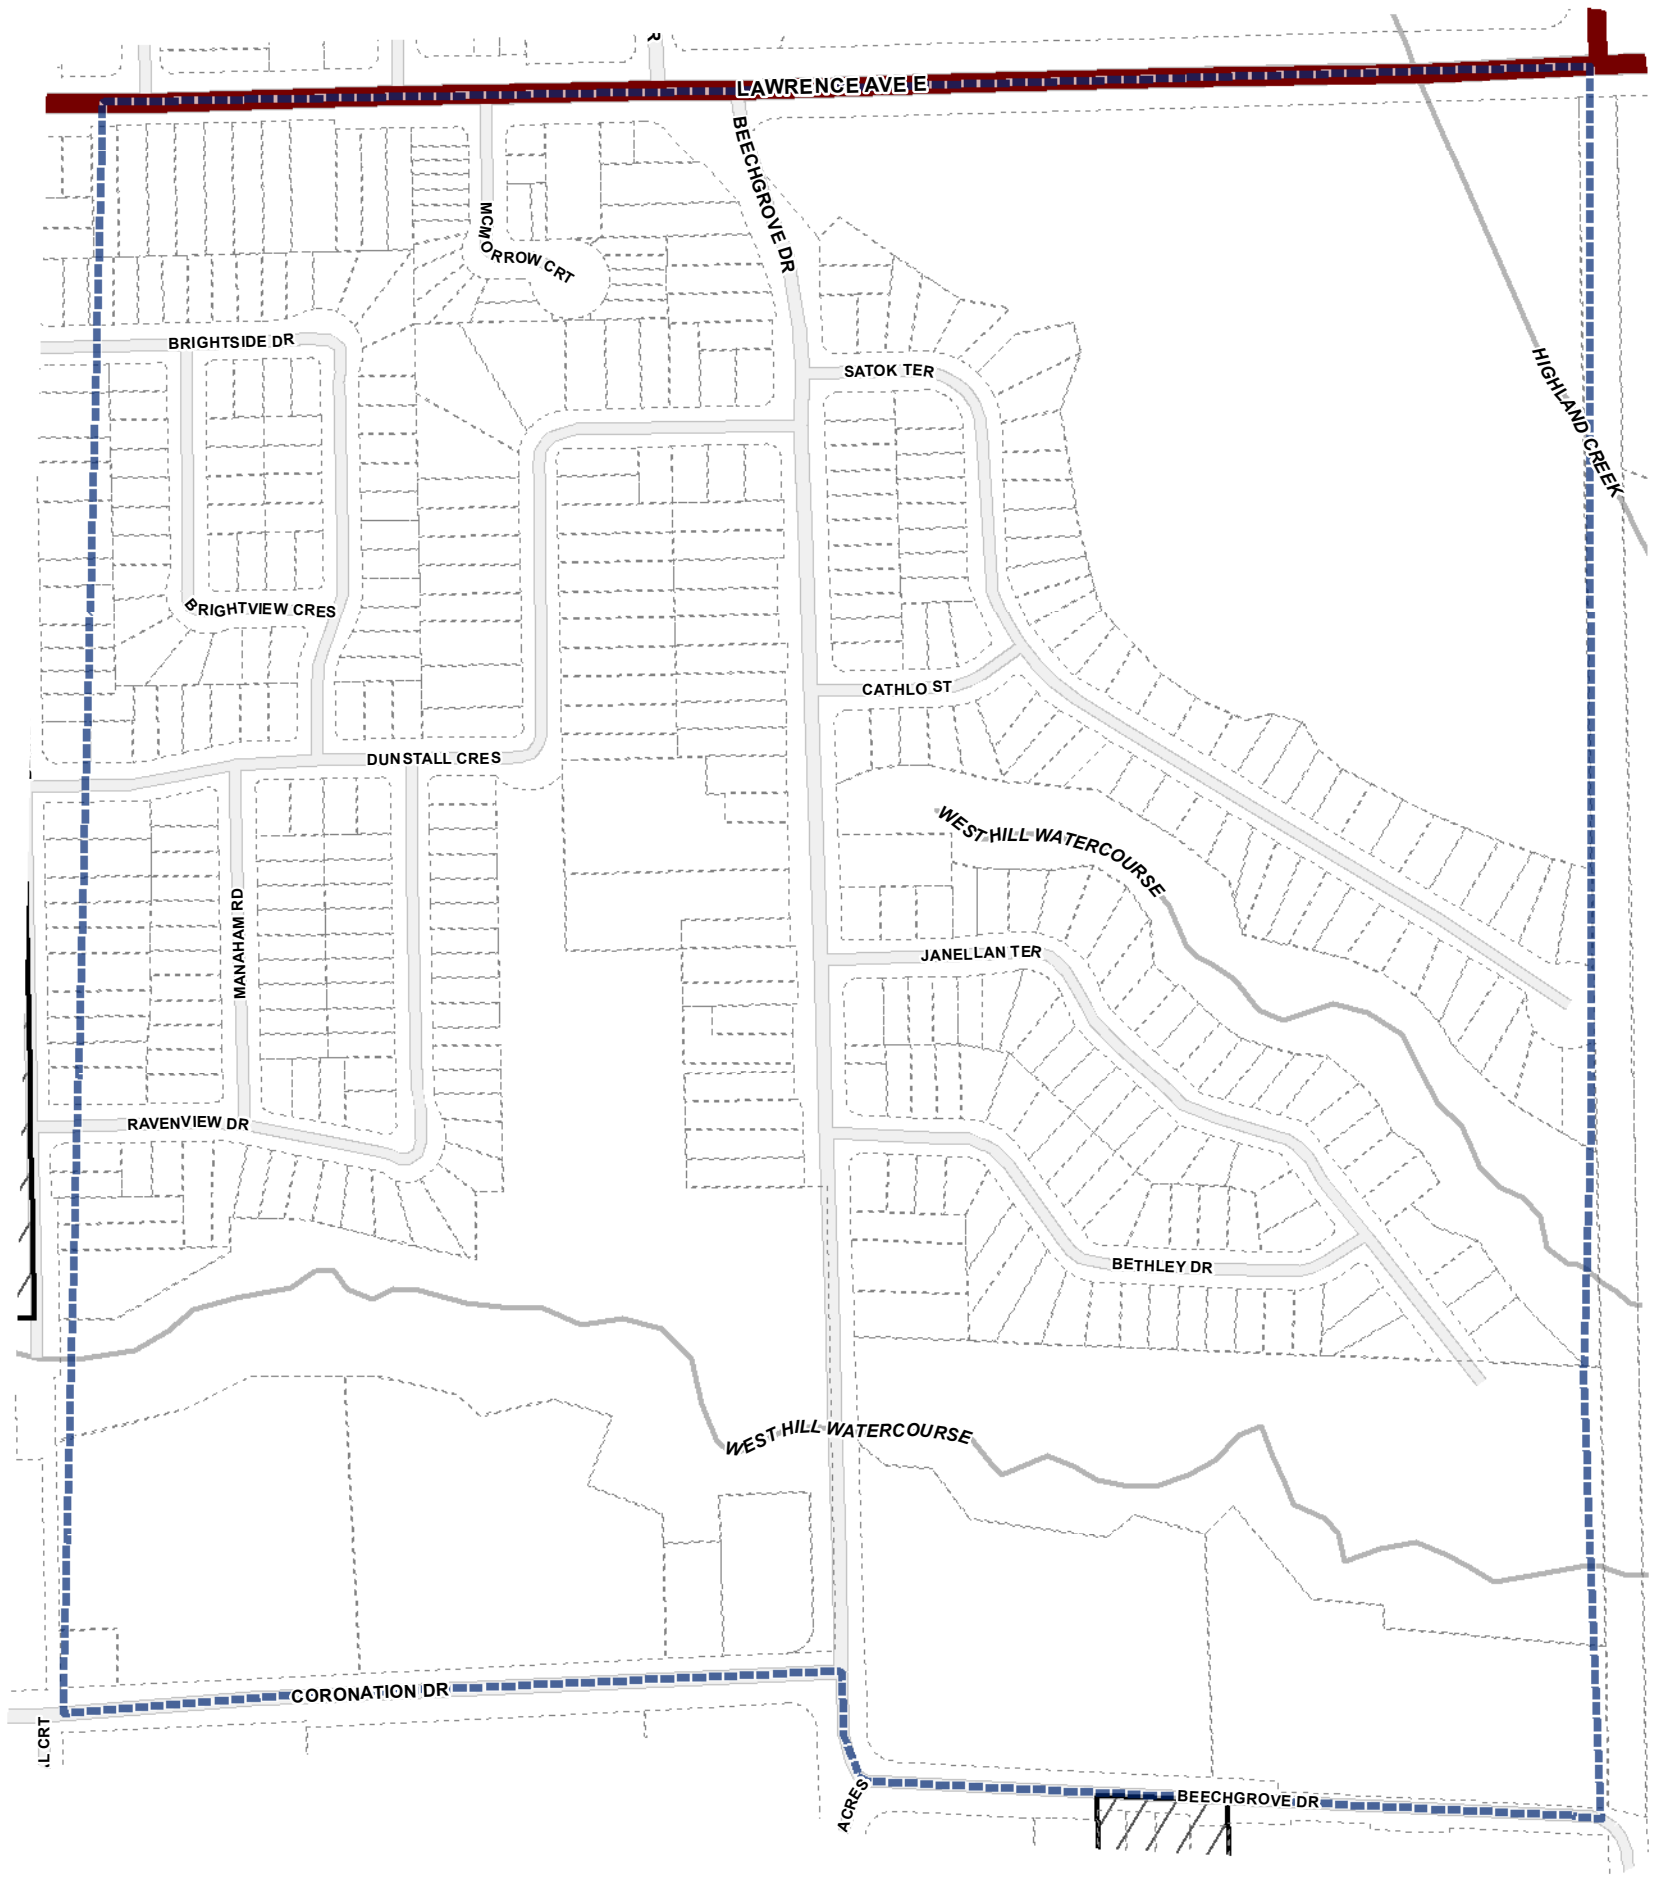 LAWRENCE AVE E
BEECHGROVE DR
MCMORROW CRT
BRIGHTSIDE DR
SATOK TER
HIGHLAND CREEK
BRIGHTVIEW CRES
CATHLO ST
DUNSTALL CRES
WEST HILL WATERCOURSE
MANAHAM RD
JANELLAN TER
RAVENVIEW DR
BETHLEY DR
WEST HILL WATERCOURSE
CORONATION DR
CRT
ACRES
BEECHGROVE DR